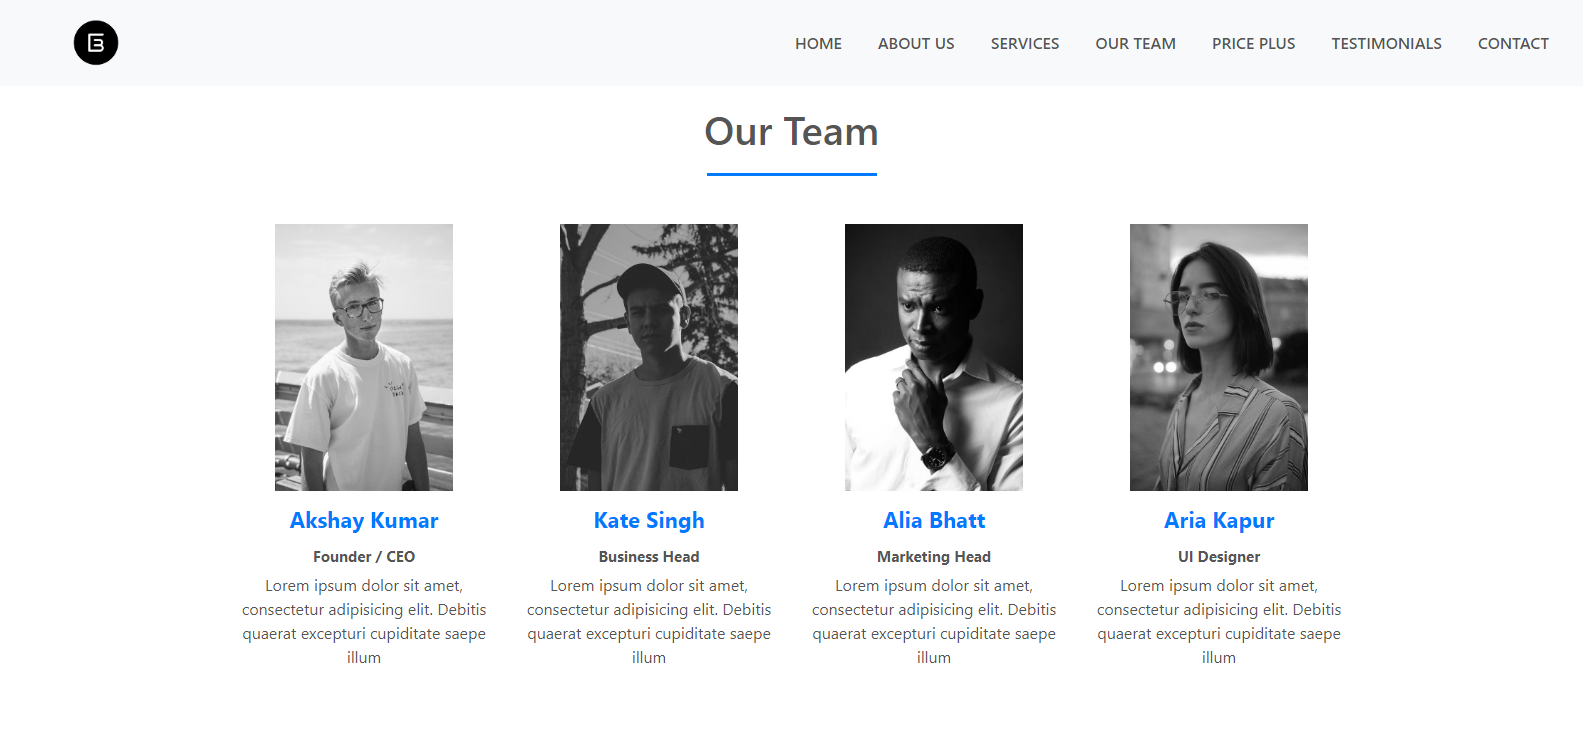 HOME ABOUT US SERVICES OUR TEAM PRICE PLUS TESTIMONIALS CONTACT
Our Team
Akshay Kumar
Founder / CEO
Lorem ipsum dolor sit amet,
consectetur adipisicing elit. Debitis
quaerat excepturi cupiditate saepe
illum
Kate Singh
Business Head
Lorem ipsum dolor sit amet,
consectetur adipisicing elit. Debitis
quaerat excepturi cupiditate saepe
illum
Alia Bhatt
Marketing Head
Lorem ipsum dolor sit amet,
consectetur adipisicing elit. Debitis
quaerat excepturi cupiditate saepe
illum
Aria Kapur
UI Designer
Lorem ipsum dolor sit amet,
consectetur adipisicing elit. Debitis
quaerat excepturi cupiditate saepe
illum